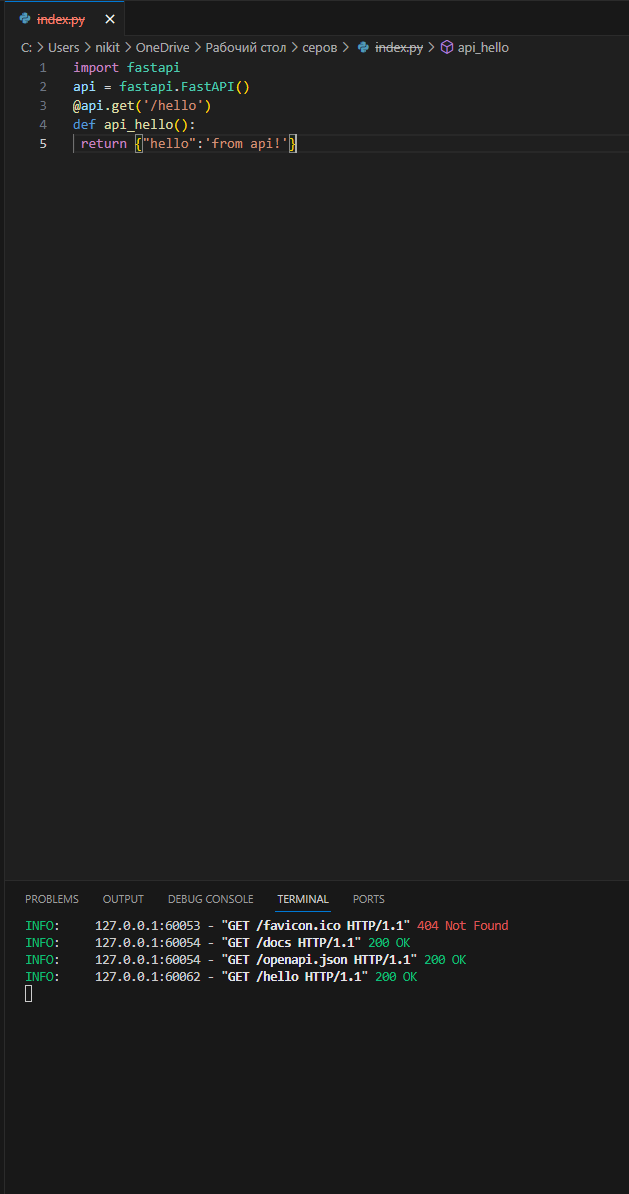 index.py
C: > Users > nikit > OneDrive > Рабочий стол > серов > index.py > api_hello
1 import fastapi
2 api = fastapi.FastAPI()
3 @api.get('/hello')
4 def api_hello():
5 return {"hello":'from api!'}
PROBLEMS OUTPUT DEBUG CONSOLE TERMINAL PORTS
INFO: 127.0.0.1:60053 - "GET /favicon.ico HTTP/1.1" 404 Not Found
INFO: 127.0.0.1:60054 - "GET /docs HTTP/1.1" 200 OK
INFO: 127.0.0.1:60054 - "GET /openapi.json HTTP/1.1" 200 OK
INFO: 127.0.0.1:60062 - "GET /hello HTTP/1.1" 200 OK